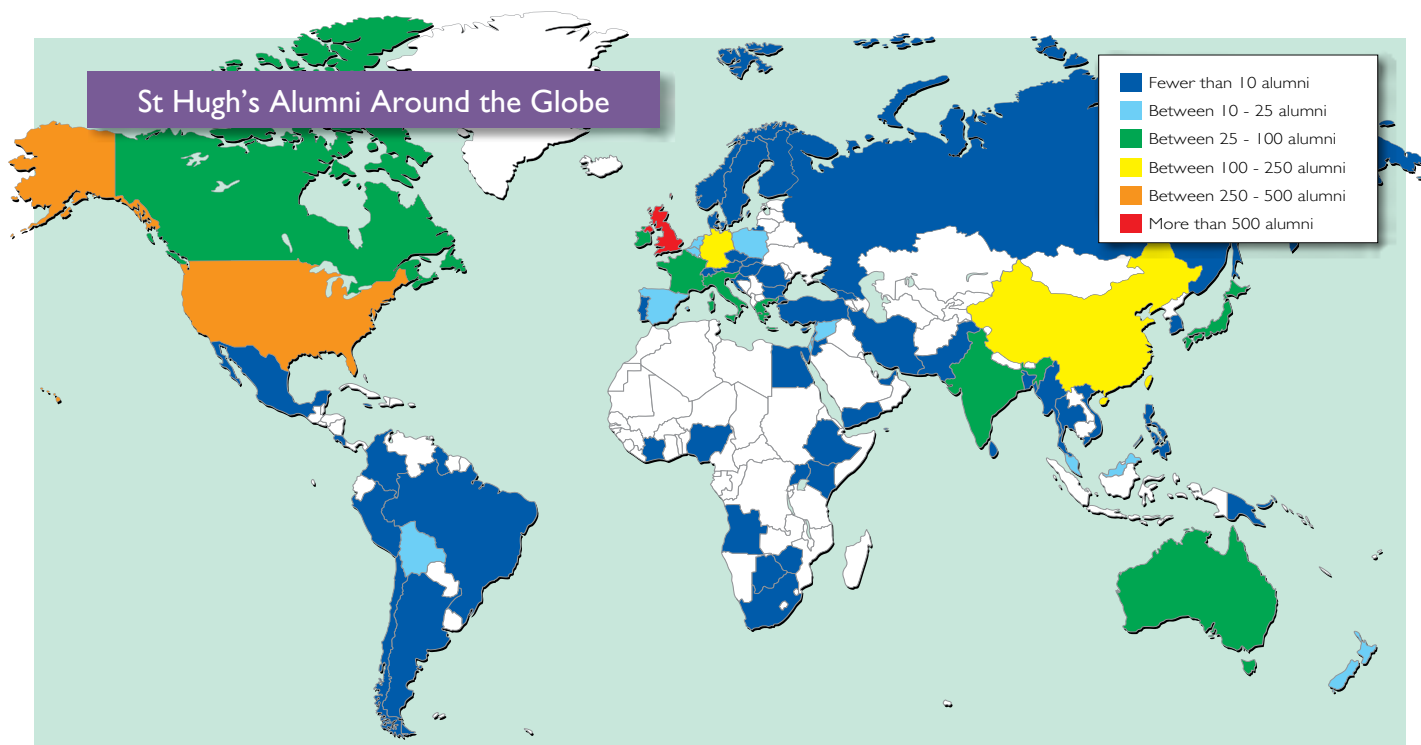 St Hugh's Alumni Around the Globe
Fewer than 10 alumni
Between 10 - 25 alumni
Between 25 - 100 alumni
Between 100 - 250 alumni
Between 250 - 500 alumni
More than 500 alumni